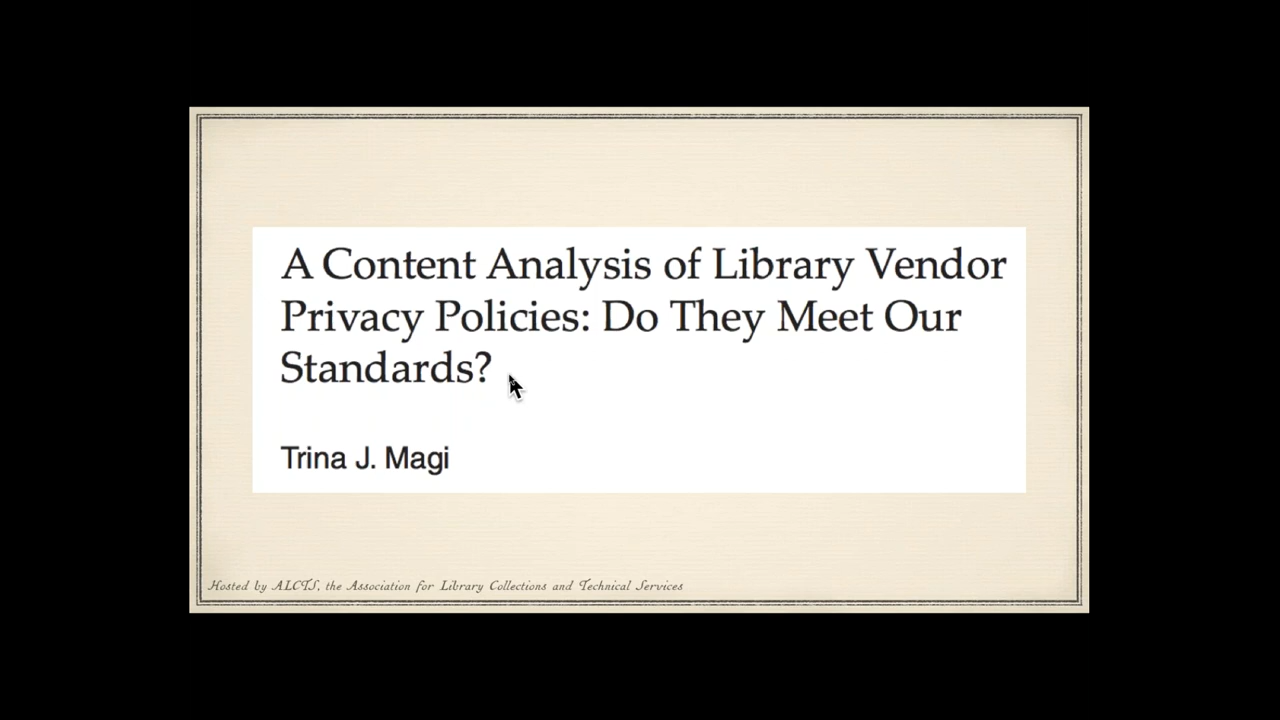 A Content Analysis of Library Vendor
Privacy Policies: Do They Meet Our
Standards?
Trina J. Magi
Hosted by ALCTS, the Association for Library Collections and Technical Services